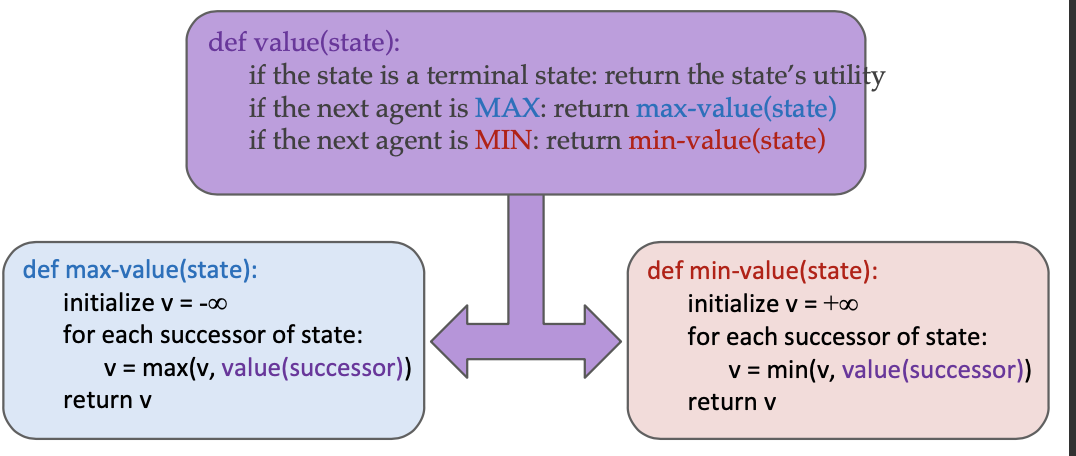 def value(state):
if the state is a terminal state: return the state’s utility
if the next agent is MAX: return max-value(state)
if the next agent is MIN: return min-value(state)
def max-value(state):
initialize v = -∞
for each successor of state:
v = max(v, value(successor))
return v
def min-value(state):
initialize v = +∞
for each successor of state:
v = min(v, value(successor))
return v